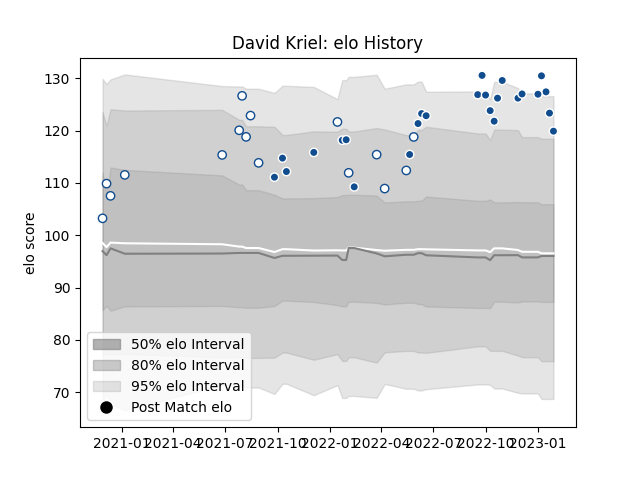 David Kriel: elo History
elo score
130
120
110
100
90
80
70
50% elo Interval
80% elo Interval
95% elo Interval
Post Match elo
2021-01 2021-04 2021-07 2021-10 2022-01 2022-04 2022-07 2022-10 2023-01